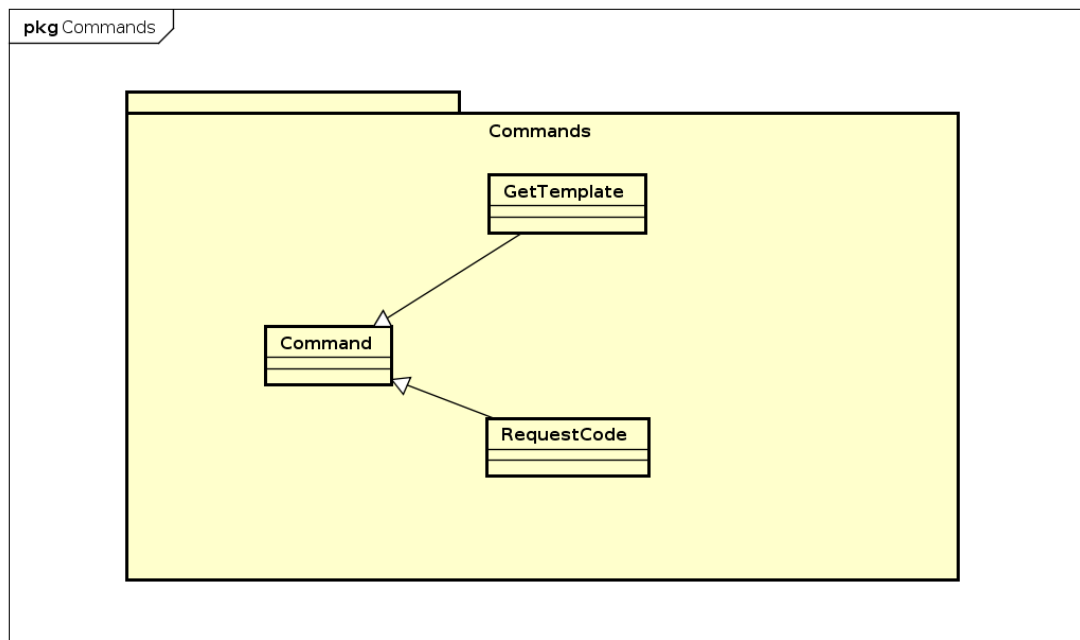 pkg Commands
Commands
GetTemplate
Command
RequestCode